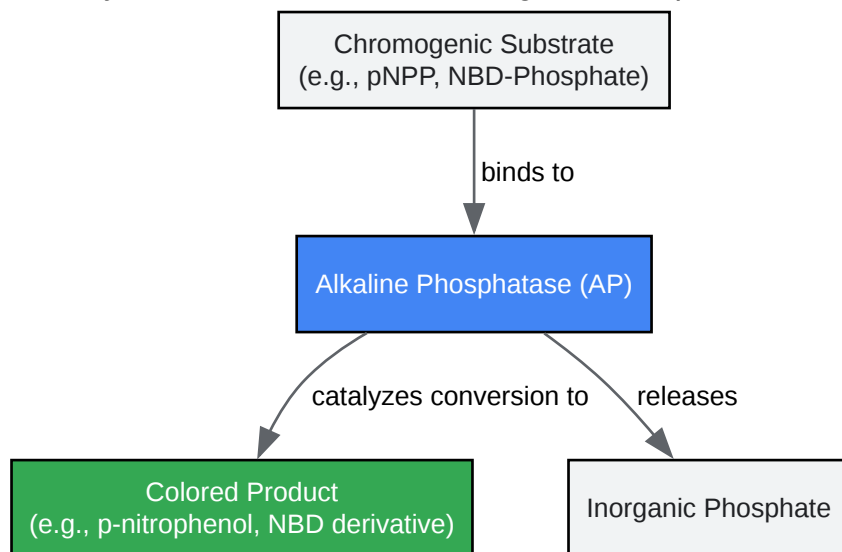 Chromogenic Substrate
(e.g., pNPP, NBD-Phosphate)
binds to
Alkaline Phosphatase (AP)
catalyzes conversion to
releases
Colored Product
(e.g., p-nitrophenol, NBD derivative)
Inorganic Phosphate